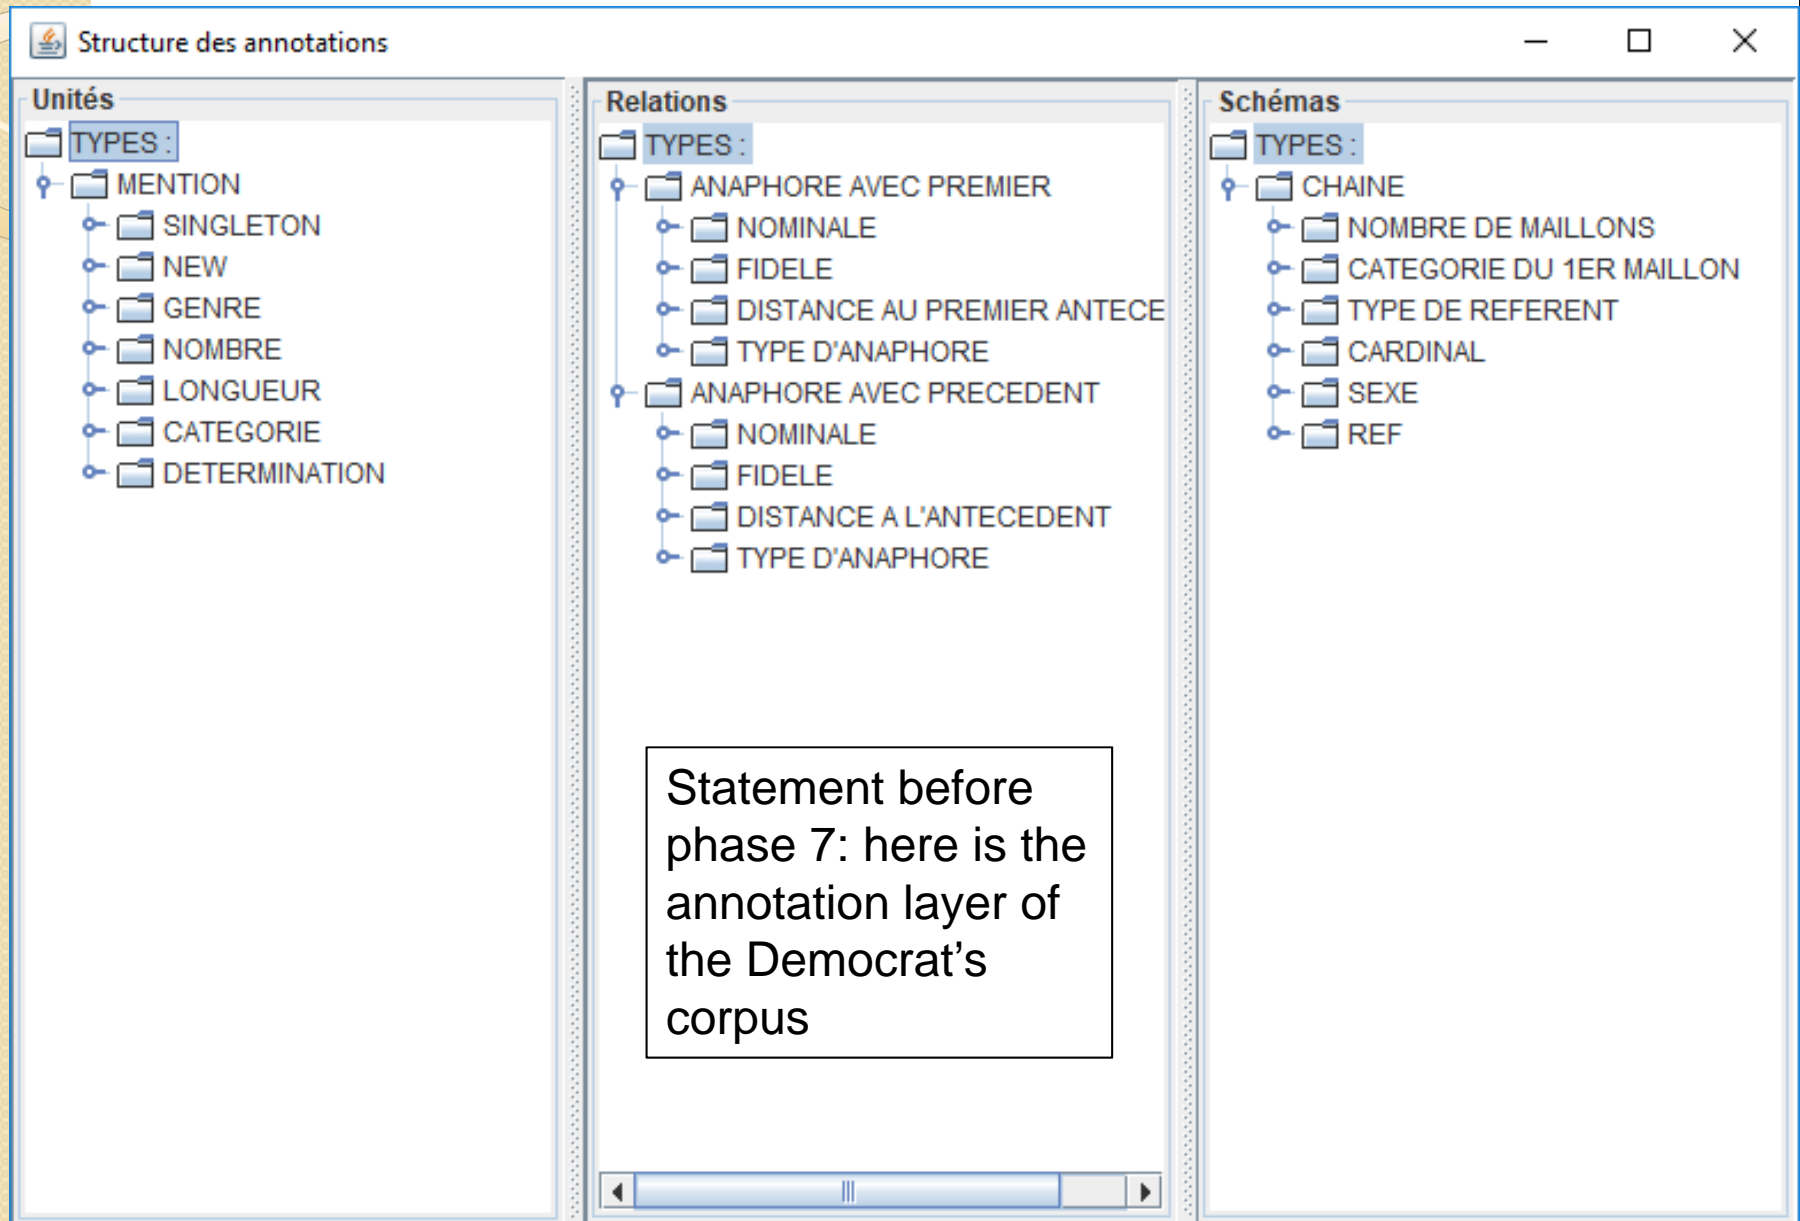 Structure des annotations
Unités
TYPES :
MENTION
SINGLETON
NEW
GENRE
NOMBRE
LONGUEUR
CATEGORIE
DETERMINATION
Relations
TYPES :
ANAPHORE AVEC PREMIER
NOMINALE
FIDELE
DISTANCE AU PREMIER ANTECE
TYPE D'ANAPHORE
ANAPHORE AVEC PRECEDENT
NOMINALE
FIDELE
DISTANCE A L'ANTECEDENT
TYPE D'ANAPHORE
Statement before
phase 7: here is the
annotation layer of
the Democrat’s
corpus
Schémas
TYPES :
CHAINE
NOMBRE DE MAILLONS
CATEGORIE DU 1ER MAILLON
TYPE DE REFERENT
CARDINAL
SEXE
REF